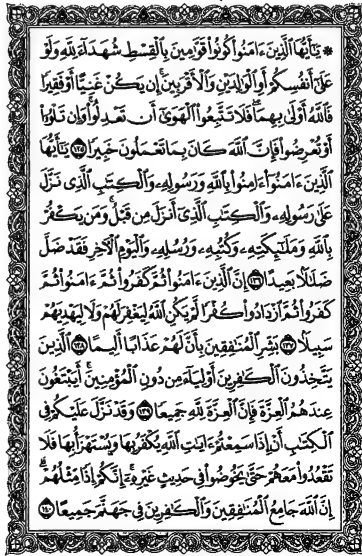 ۞ يَـٰٓأَيُّهَا ٱلَّذِينَ ءَامَنُوا۟ كُونُوا۟ قَوَّٰمِينَ بِٱلْقِسْطِ شُهَدَآءَ لِلَّهِ وَلَوْ
عَلَىٰٓ أَنفُسِكُمْ أَوِ ٱلْوَٰلِدَيْنِ وَٱلْأَقْرَبِينَ ۚ إِن يَكُنْ غَنِيًّا أَوْ فَقِيرًا
فَٱللَّهُ أَوْلَىٰ بِهِمَا ۖ فَلَا تَتَّبِعُوا۟ ٱلْهَوَىٰٓ أَن تَعْدِلُوا۟ ۚ وَإِن تَلْوُۥٓا۟
أَوْ تُعْرِضُوا۟ فَإِنَّ ٱللَّهَ كَانَ بِمَا تَعْمَلُونَ خَبِيرًا ١٣٥ يَـٰٓأَيُّهَا
ٱلَّذِينَ ءَامَنُوٓا۟ ءَامِنُوا۟ بِٱللَّهِ وَرَسُولِهِۦ وَٱلْكِتَـٰبِ ٱلَّذِى نَزَّلَ
عَلَىٰ رَسُولِهِۦ وَٱلْكِتَـٰبِ ٱلَّذِىٓ أَنزَلَ مِن قَبْلُ ۚ وَمَن يَكْفُرْ
بِٱللَّهِ وَمَلَـٰٓئِكَتِهِۦ وَكُتُبِهِۦ وَرُسُلِهِۦ وَٱلْيَوْمِ ٱلْـَٔاخِرِ فَقَدْ ضَلَّ
ضَلَـٰلًۢا بَعِيدًا ١٣٦ إِنَّ ٱلَّذِينَ ءَامَنُوا۟ ثُمَّ كَفَرُوا۟ ثُمَّ ءَامَنُوا۟ ثُمَّ
كَفَرُوا۟ ثُمَّ ٱزْدَادُوا۟ كُفْرًا لَّمْ يَكُنِ ٱللَّهُ لِيَغْفِرَ لَهُمْ وَلَا لِيَهْدِيَهُمْ
سَبِيلًۢا ١٣٧ بَشِّرِ ٱلْمُنَـٰفِقِينَ بِأَنَّ لَهُمْ عَذَابًا أَلِيمًا ١٣٨ ٱلَّذِينَ
يَتَّخِذُونَ ٱلْكَـٰفِرِينَ أَوْلِيَآءَ مِن دُونِ ٱلْمُؤْمِنِينَ ۚ أَيَبْتَغُونَ
عِندَهُمُ ٱلْعِزَّةَ فَإِنَّ ٱلْعِزَّةَ لِلَّهِ جَمِيعًا ١٣٩ وَقَدْ نَزَّلَ عَلَيْكُمْ فِى
ٱلْكِتَـٰبِ أَنْ إِذَا سَمِعْتُمْ ءَايَـٰتِ ٱللَّهِ يُكْفَرُ بِهَا وَيُسْتَهْزَأُ بِهَا فَلَا
تَقْعُدُوا۟ مَعَهُمْ حَتَّىٰ يَخُوضُوا۟ فِى حَدِيثٍ غَيْرِهِۦٓ ۚ إِنَّكُمْ إِذًا مِّثْلُهُمْ ۗ
إِنَّ ٱللَّهَ جَامِعُ ٱلْمُنَـٰفِقِينَ وَٱلْكَـٰفِرِينَ فِى جَهَنَّمَ جَمِيعًا ١٤٠